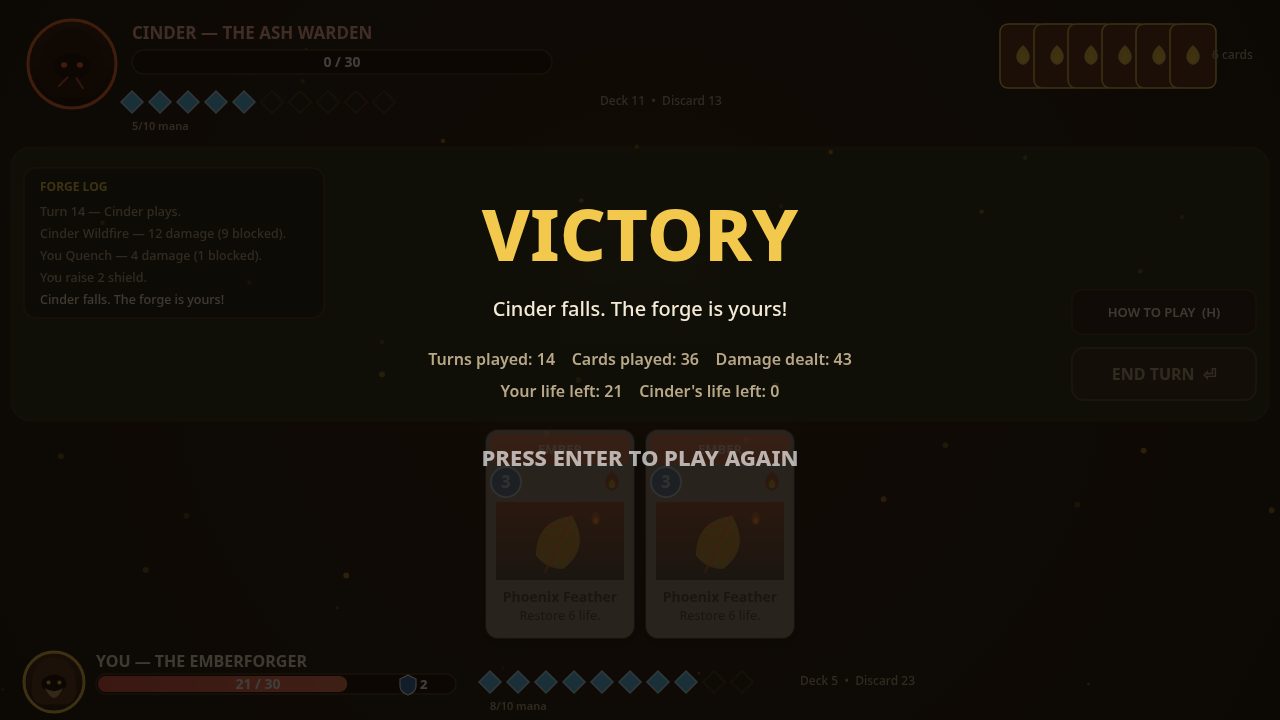 CINDER — THE ASH WARDEN
0 / 30
5/10 mana
Deck 11 • Discard 13
6 cards
FORGE LOG
Turn 14 — Cinder plays.
Cinder Wildfire — 12 damage (9 blocked).
You Quench — 4 damage (1 blocked).
You raise 2 shield.
Cinder falls. The forge is yours!
VICTORY
Cinder falls. The forge is yours!
Turns played: 14 Cards played: 36 Damage dealt: 43
Your life left: 21 Cinder's life left: 0
HOW TO PLAY (H)
END TURN ⏎
EMBER
EMBER
PRESS ENTER TO PLAY AGAIN
3
3
Phoenix Feather
Restore 6 life.
Phoenix Feather
Restore 6 life.
YOU — THE EMBERFORGER
21 / 30
2
8/10 mana
Deck 5 • Discard 23